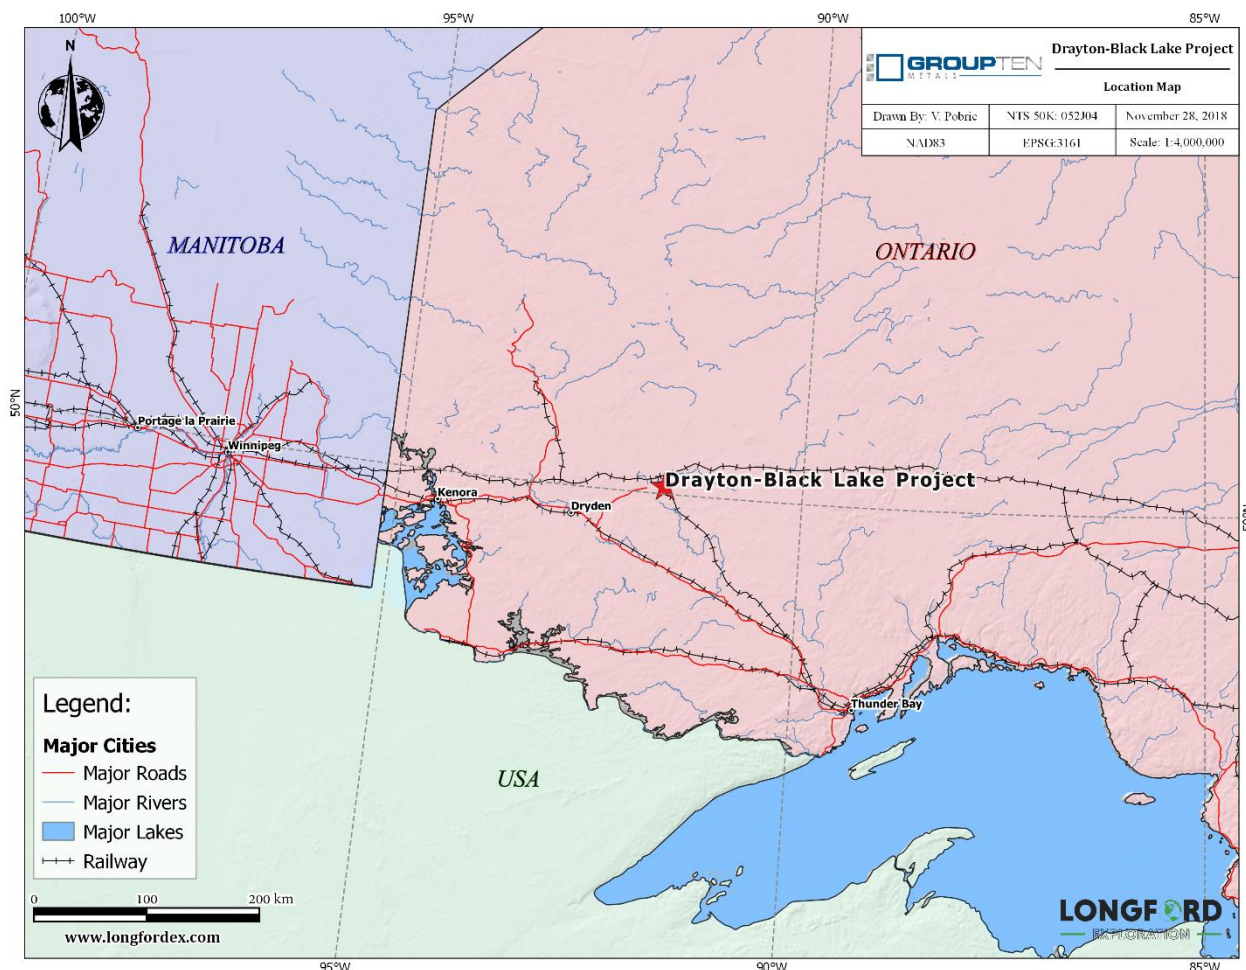 100°W
95°W
90°W
85°W
N
GROUPTEN
METALS
Drayton-Black Lake Project
Location Map
Drawn By: V. Pobric
NTS 50K: 052J04
November 28, 2018
NAD83
EPSG:3161
Scale: 1:4,000,000
MANITOBA
ONTARIO
50°N
Portage la Prairie
Winnipeg
Kenora
Dryden
Drayton-Black Lake Project
50°N
Thunder Bay
USA
Legend:
Major Cities
Major Roads
Major Rivers
Major Lakes
Railway
0
100
200 km
www.longfordex.com
LONGFORD
EXPLORATION
95°W
90°W
85°W